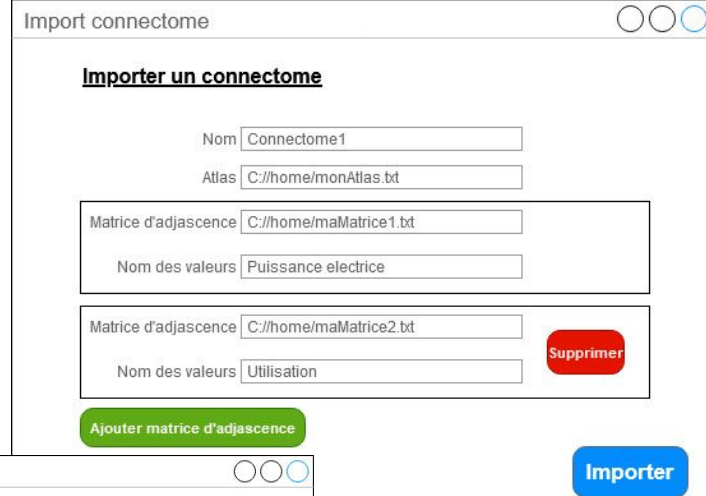 Import connectome
Importer un connectome
Nom Connectome1
Atlas C://home/monAtlas.txt
Matrice d'adjascence C://home/maMatrice1.txt
Nom des valeurs Puissance electrice
Matrice d'adjascence C://home/maMatrice2.txt
Supprimer
Nom des valeurs Utilisation
Ajouter matrice d'adjascence
Importer